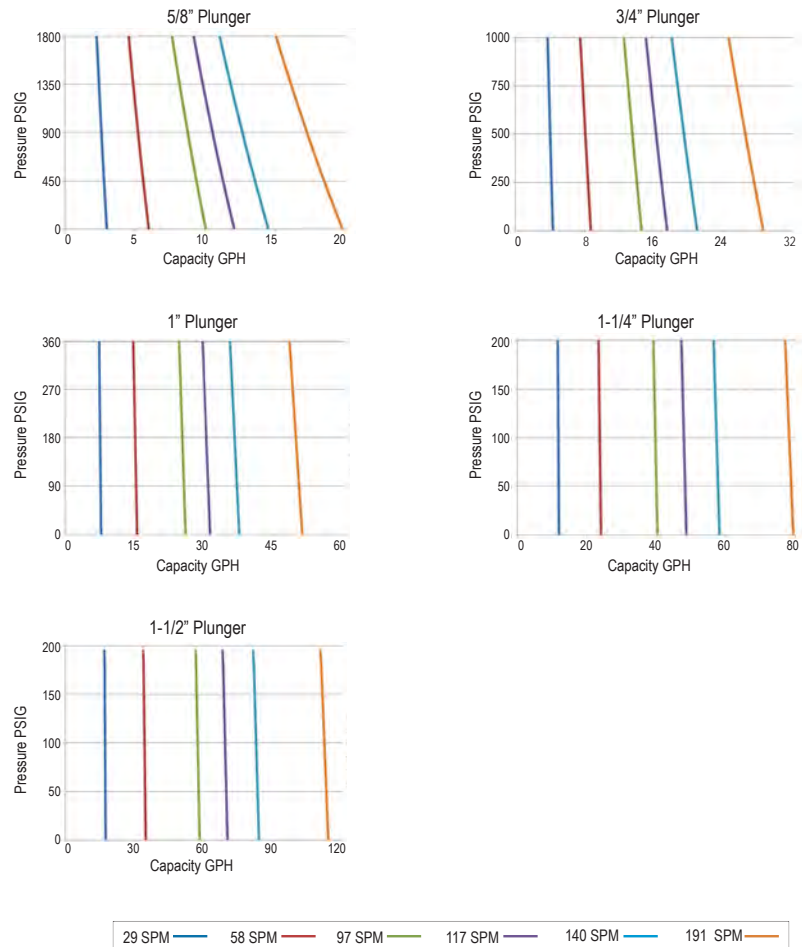 5/8” Plunger
1800
1350
900
450
0
Pressure PSIG
0 5 10 15 20
Capacity GPH
3/4” Plunger
1000
750
500
250
0
Pressure PSIG
0 8 16 24 32
Capacity GPH
1” Plunger
360
270
180
90
0
Pressure PSIG
0 15 30 45 60
Capacity GPH
1-1/4” Plunger
200
150
100
50
0
Pressure PSIG
0 20 40 60 80
Capacity GPH
1-1/2” Plunger
200
150
100
50
0
Pressure PSIG
0 30 60 90 120
Capacity GPH
29 SPM 58 SPM 97 SPM 117 SPM 140 SPM 191 SPM